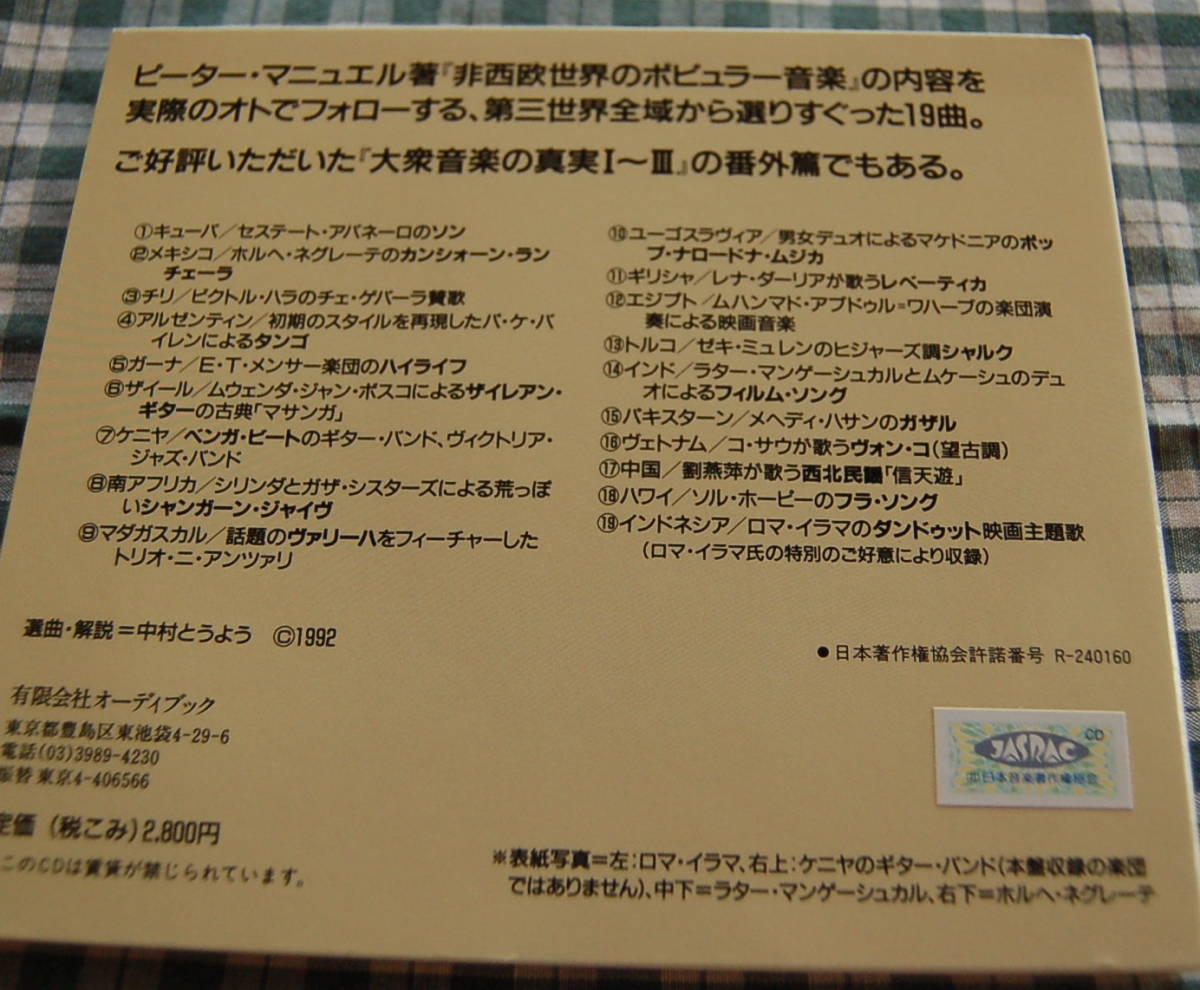 ピーター・マニュエル著『非西欧世界のポピュラー音楽』の内容を
実際のオトでフォローする、第三世界全域から選りすぐった19曲。
ご好評いただいた『大衆音楽の真実Ⅰ～Ⅲ』の番外篇でもある。
①キューバ／セステート・アバネーロのソン
②メキシコ／ホルヘ・ネグレーテのカンシォーン・ラン
チェーラ
③チリ／ビクトル・ハラのチェ・ゲバーラ賛歌
④アルゼンティン／初期のスタイルを再現したバ・ケ・バ
イレンによるタンゴ
⑤ガーナ／E・T・メンサー楽団のハイライフ
⑥ザイール／ムウェンダ・ジャン・ボスコによるザイレアン・
ギターの古典「マサンガ」
⑦ケニヤ／ベンガ・ビートのギター・バンド、ヴィクトリア・
ジャズ・バンド
⑧南アフリカ／シリンダとガザ・シスターズによる荒っぽ
いシャンガーン・ジャイヴ
⑨マダガスカル／話題のヴァリーハをフィーチャーした
トリオ・ニ・アンツァリ
⑩ユーゴスラヴィア／男女デュオによるマケドニアのポッ
プ・ナロードナ・ムジカ
⑪ギリシャ／レナ・ダーリアが歌うレベーティカ
⑫エジプト／ムハンマド・アブドゥル=ワハーブの楽団演
奏による映画音楽
⑬トルコ／ゼキ・ミュレンのヒジャーズ調シャルク
⑭インド／ラター・マンゲーシュカルとムケーシュのデュ
オによるフィルム・ソング
⑮パキスターン／メヘディ・ハサンのガザル
⑯ヴェトナム／コ・サウが歌うヴォン・コ（望古調）
⑰中国／劉燕萍が歌う西北民謡「信天遊」
⑱ハワイ／ソル・ホーピーのフラ・ソング
⑲インドネシア／ロマ・イラマのダンドゥット映画主題歌
（ロマ・イラマ氏の特別のご好意により収録）
選曲・解説＝中村とうよう ©1992
●日本著作権協会許諾番号 R-240160
有限会社オーディブック
東京都豊島区東池袋4-29-6
電話(03)3989-4230
振替 東京4-406566
定価（税こみ）2,800円
このCDは賃貸が禁じられています。
CD
JASRAC
日本音楽著作権協会
※表紙写真＝左：ロマ・イラマ、右上：ケニヤのギター・バンド（本盤収録の楽団
ではありません）、中下＝ラター・マンゲーシュカル、右下＝ホルヘ・ネグレーテ